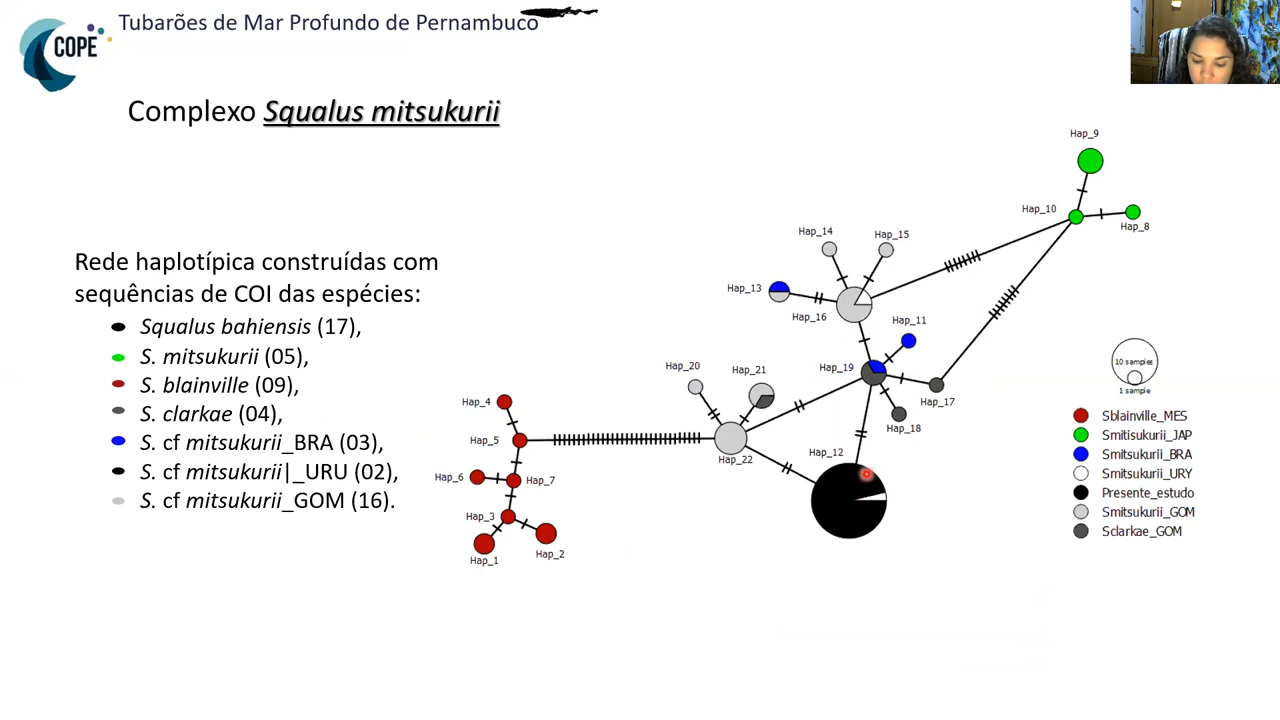 COPE
Tubarões de Mar Profundo de Pernambuco
Complexo Squalus mitsukurii
Rede haplotípica construídas com
sequências de COI das espécies:
Squalus bahiensis (17),
S. mitsukurii (05),
S. blainville (09),
S. clarkae (04),
S. cf mitsukurii_BRA (03),
S. cf mitsukurii|_URU (02),
S. cf mitsukurii_GOM (16).
Hap_9
Hap_10
Hap_8
Hap_14
Hap_15
Hap_13
Hap_16
Hap_11
Hap_19
Hap_20
Hap_21
Hap_17
Hap_18
Hap_4
Hap_5
Hap_22
Hap_12
Hap_6
Hap_7
Hap_3
Hap_1
Hap_2
10 samples
1 sample
Sblainville_MES
Smitisukurii_JAP
Smitsukurii_BRA
Smitsukurii_URY
Presente_estudo
Smitsukurii_GOM
Sclarkae_GOM